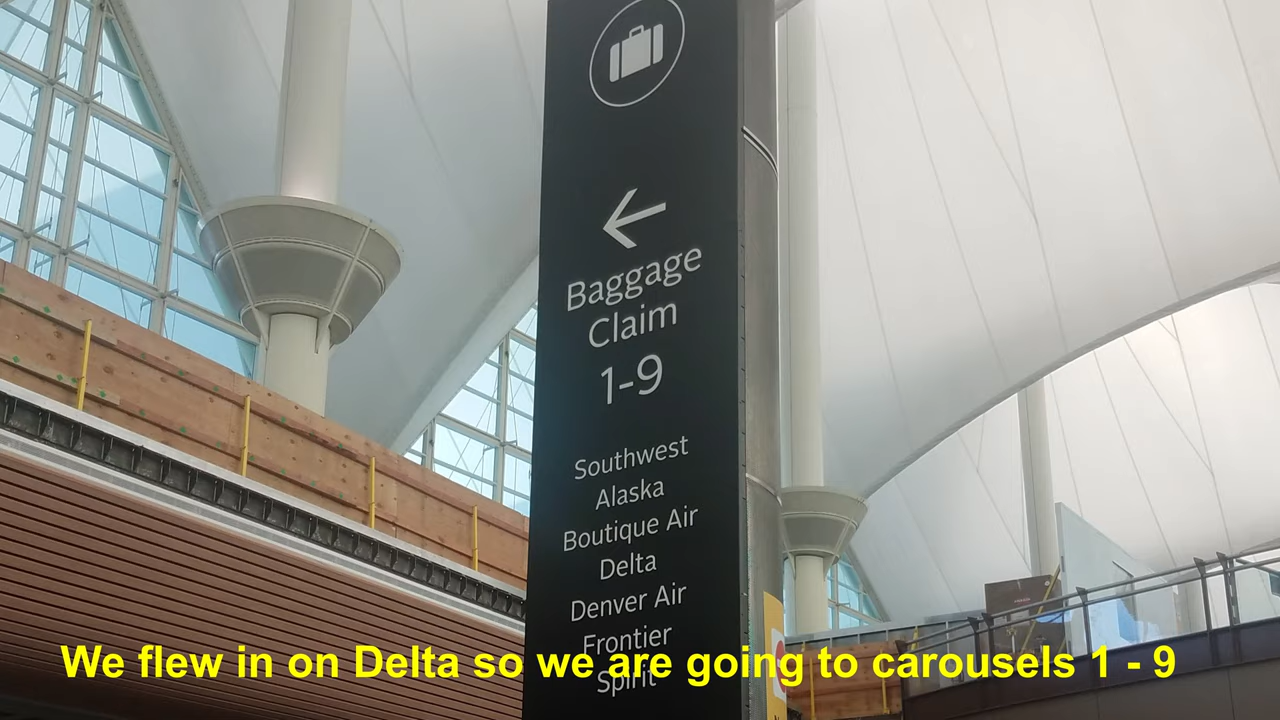 Baggage
Claim
1-9
Southwest
Alaska
Boutique Air
Delta
Denver Air
Frontier
Spirit
We flew in on Delta so we are going to carousels 1 - 9